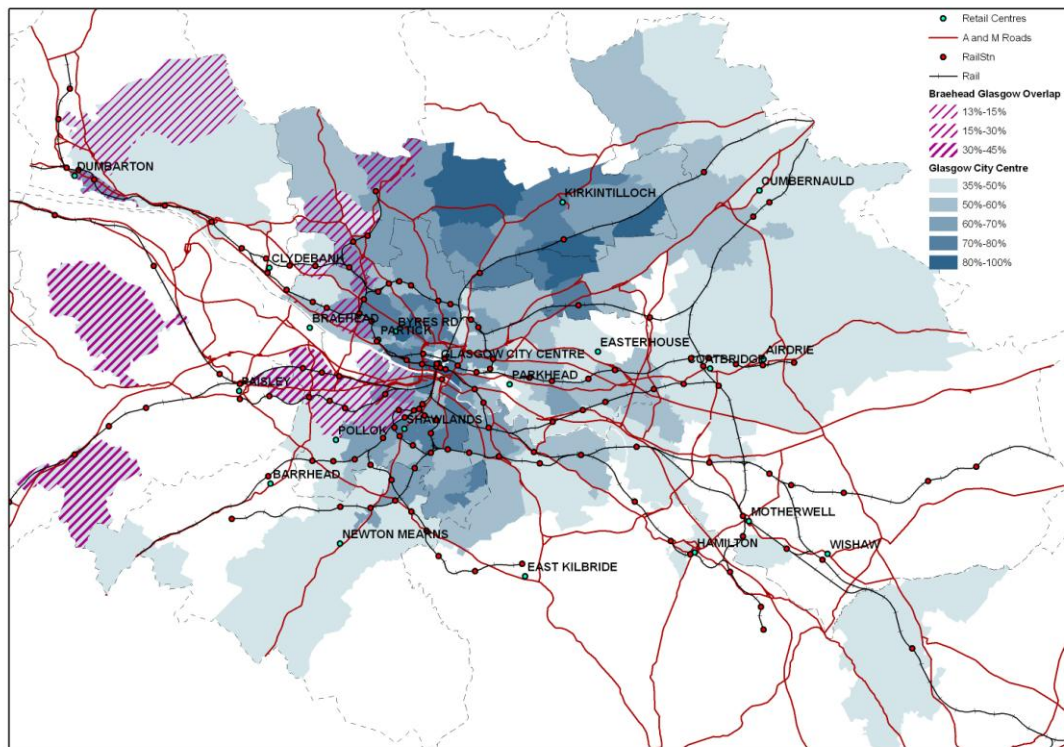 Retail Centres
A and M Roads
RailStn
Rail
Braehead Glasgow Overlap
13%-15%
15%-30%
30%-45%
Glasgow City Centre
35%-50%
50%-60%
60%-70%
70%-80%
80%-100%
DUMBARTON
KIRKINTILLOCH
CUMBERNAULD
CLYDEBANK
BRAEHEAD
BYRES RD
PARTICK
EASTERHOUSE
GLASGOW CITY CENTRE
COATBRIDGE
AIRDRIE
PAISLEY
PARKHEAD
SHAWLANDS
POLLOK
BARRHEAD
MOTHERWELL
NEWTON MEARNS
HAMILTON
WISHAW
EAST KILBRIDE